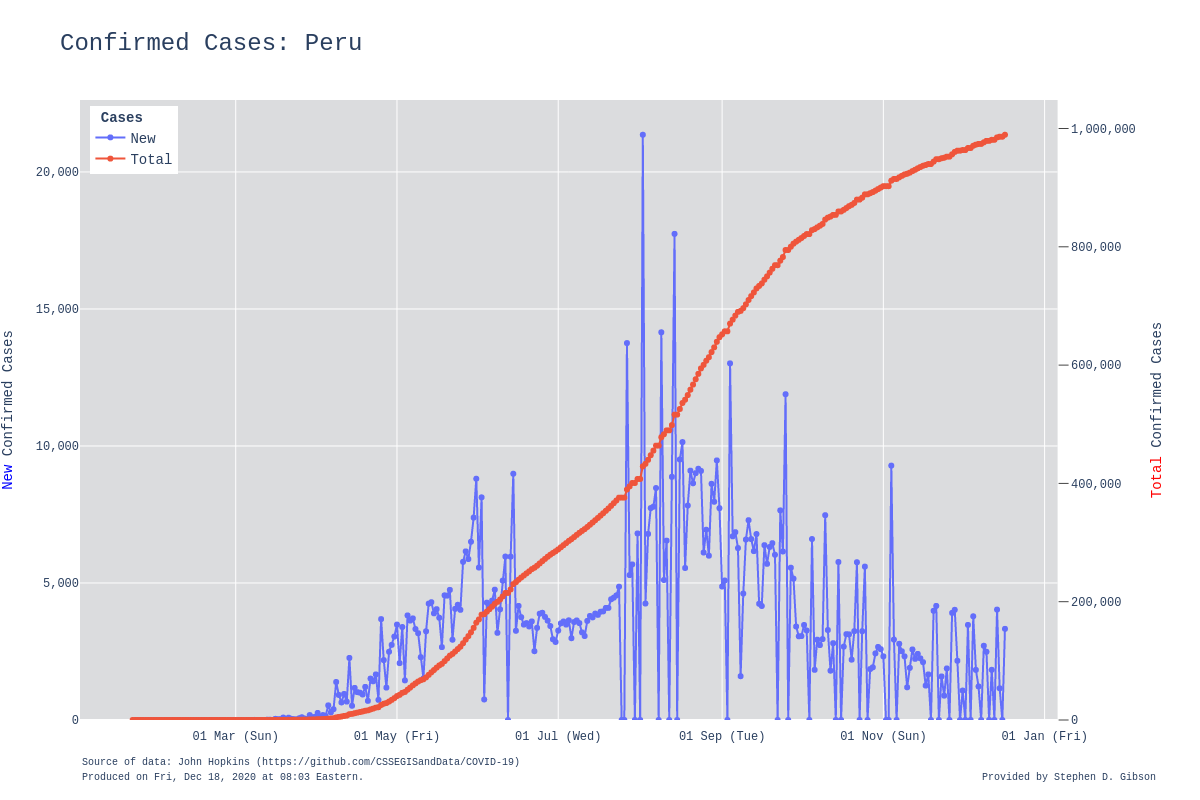 Confirmed Cases: Peru
Cases
New
Total
20,000
15,000
10,000
5,000
0
1,000,000
800,000
600,000
400,000
200,000
0
New Confirmed Cases
Total Confirmed Cases
01 Mar (Sun)
01 May (Fri)
01 Jul (Wed)
01 Sep (Tue)
01 Nov (Sun)
01 Jan (Fri)
Source of data: John Hopkins (https://github.com/CSSEGISandData/COVID-19)
Produced on Fri, Dec 18, 2020 at 08:03 Eastern.
Provided by Stephen D. Gibson